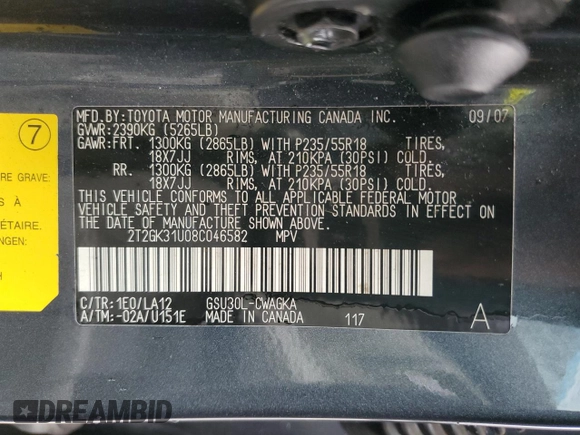 MFD.BY:TOYOTA MOTOR MANUFACTURING CANADA INC. 09/07
GVWR:2390KG (5265LB)
GAWR:FRT. 1300KG (2865LB) WITH P235/55R18 TIRES,
18X7JJ RIMS, AT 210KPA (30PSI) COLD.
RR. 1300KG (2865LB) WITH P235/55R18 TIRES,
18X7JJ RIMS, AT 210KPA (30PSI) COLD.
THIS VEHICLE CONFORMS TO ALL APPLICABLE FEDERAL MOTOR
VEHICLE SAFETY AND THEFT PREVENTION STANDARDS IN EFFECT
ON THE DATE OF MANUFACTURE SHOWN ABOVE.
2T2GK31U08C046582 MPV
C/TR:1E0/LA12 GSU30L-CWAGKA
A/TM:-02A/U151E MADE IN CANADA 117 A
7
RE GRAVE:
S À
ÉTAIRE.
NGEN:
H
DREAMBID